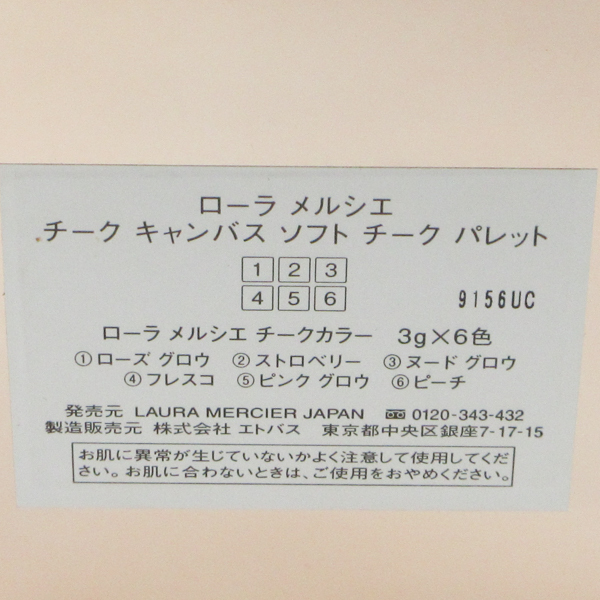 ローラ メルシエ
チーク キャンバス ソフト チーク パレット
1 2 3
4 5 6
9156UC
ローラ メルシエ チークカラー 3g×6色
①ローズ グロウ ②ストロベリー ③ヌード グロウ
④フレスコ ⑤ピンク グロウ ⑥ピーチ
発売元 LAURA MERCIER JAPAN 0120-343-432
製造販売元 株式会社 エトバス 東京都中央区銀座7-17-15
お肌に異常が生じていないかよく注意して使用してくだ
さい。お肌に合わないときは、ご使用をおやめください。